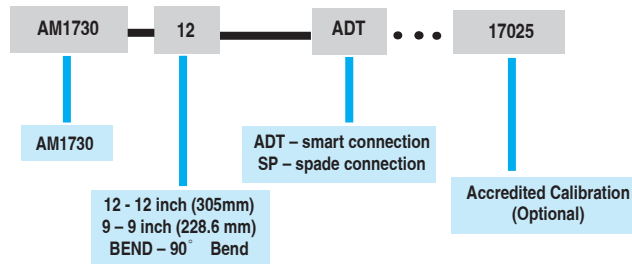 AM1730 12 ADT ... 17025
AM1730
ADT – smart connection
SP – spade connection
12 - 12 inch (305mm)
9 – 9 inch (228.6 mm)
BEND – 90° Bend
Accredited Calibration
(Optional)